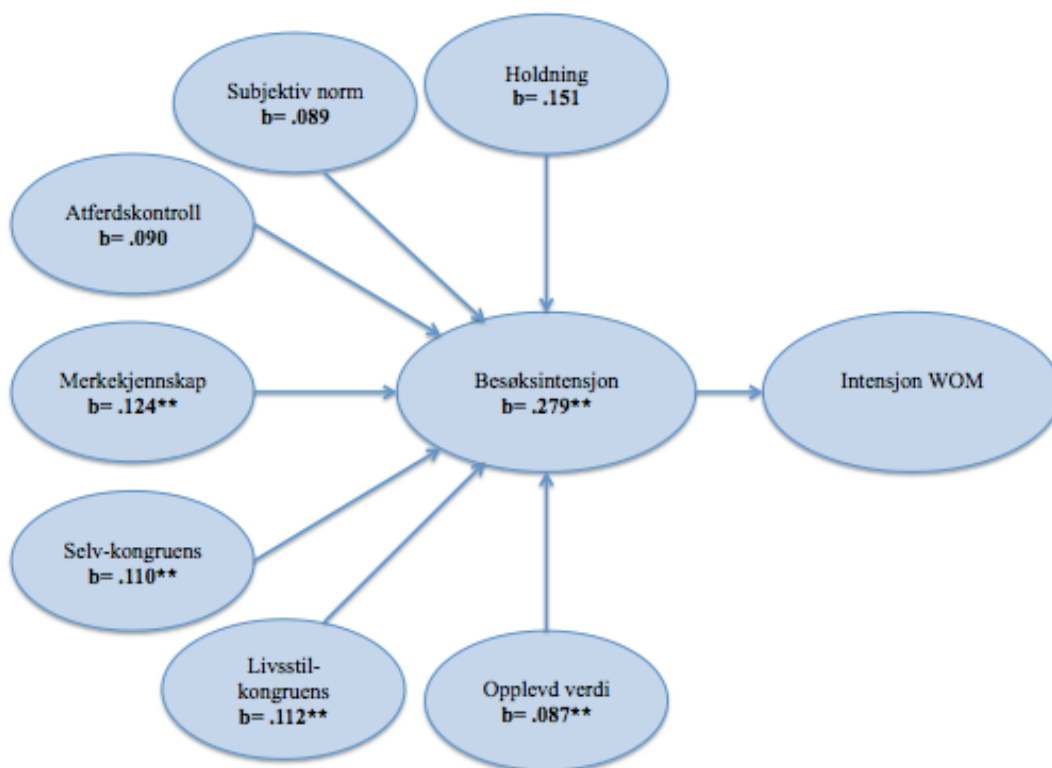 Holdning
b= .151
Subjektiv norm
b= .089
Atferdskontroll
b= .090
Merkekjennskap
b= .124**
Besøksintensjon
b= .279**
Intensjon WOM
Selv-kongruens
b= .110**
Livsstil-
kongruens
b= .112**
Opplevd verdi
b= .087**